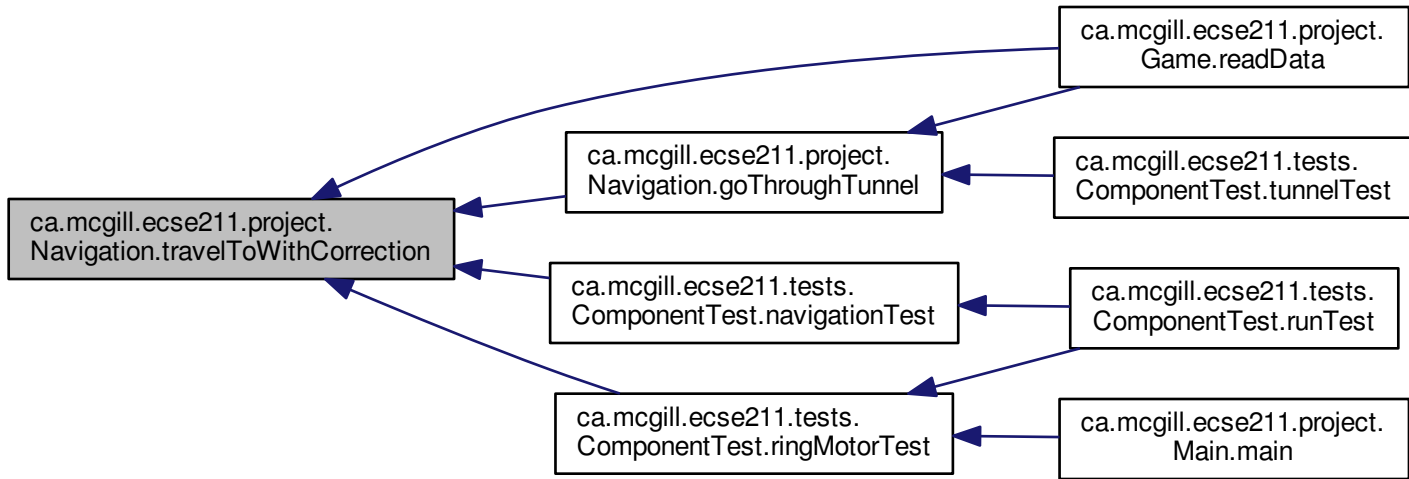 ca.mcgill.ecse211.project.
Navigation.travelToWithCorrection
ca.mcgill.ecse211.project.
Game.readData
ca.mcgill.ecse211.project.
Navigation.goThroughTunnel
ca.mcgill.ecse211.tests.
ComponentTest.tunnelTest
ca.mcgill.ecse211.tests.
ComponentTest.navigationTest
ca.mcgill.ecse211.tests.
ComponentTest.runTest
ca.mcgill.ecse211.tests.
ComponentTest.ringMotorTest
ca.mcgill.ecse211.project.
Main.main